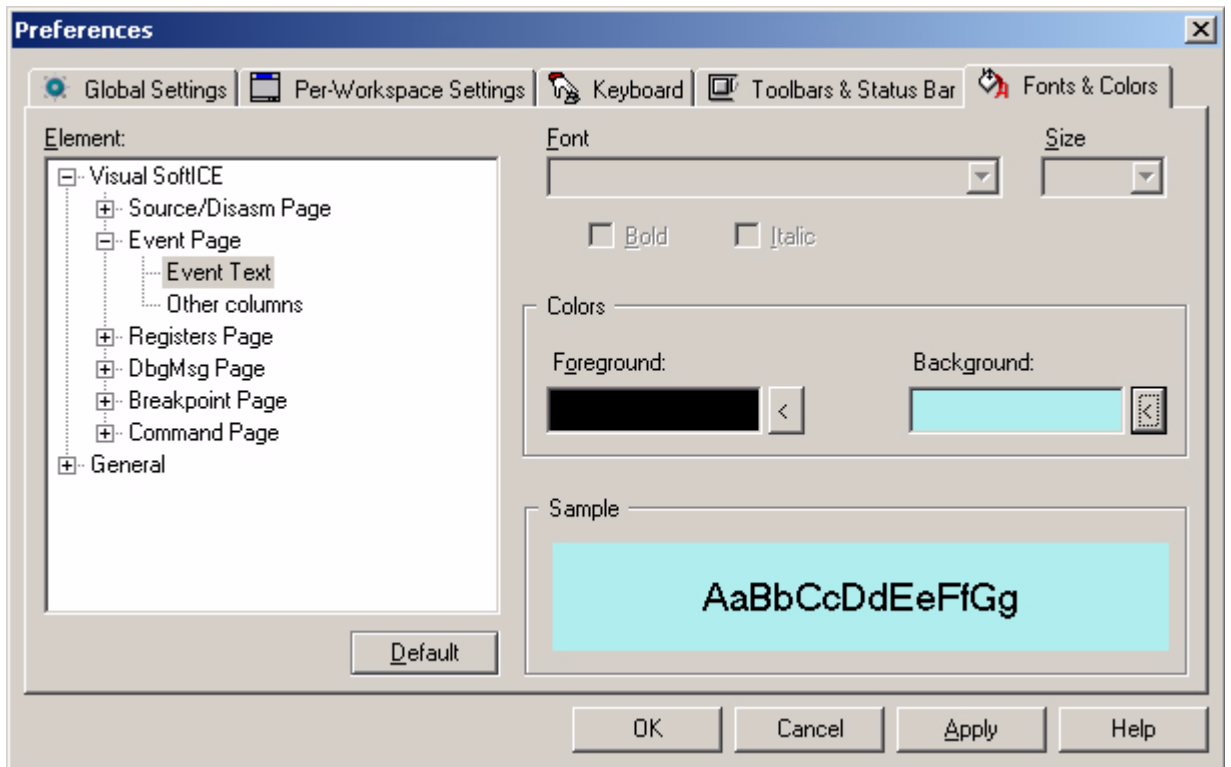 Preferences
Global Settings Per-Workspace Settings Keyboard Toolbars & Status Bar Fonts & Colors
Element:
Visual SoftICE
Source/Disasm Page
Event Page
Event Text
Other columns
Registers Page
DbgMsg Page
Breakpoint Page
Command Page
General
Default
Font Size
Bold Italic
Colors
Foreground: Background:
< <
Sample
AaBbCcDdEeFfGg
OK Cancel Apply Help